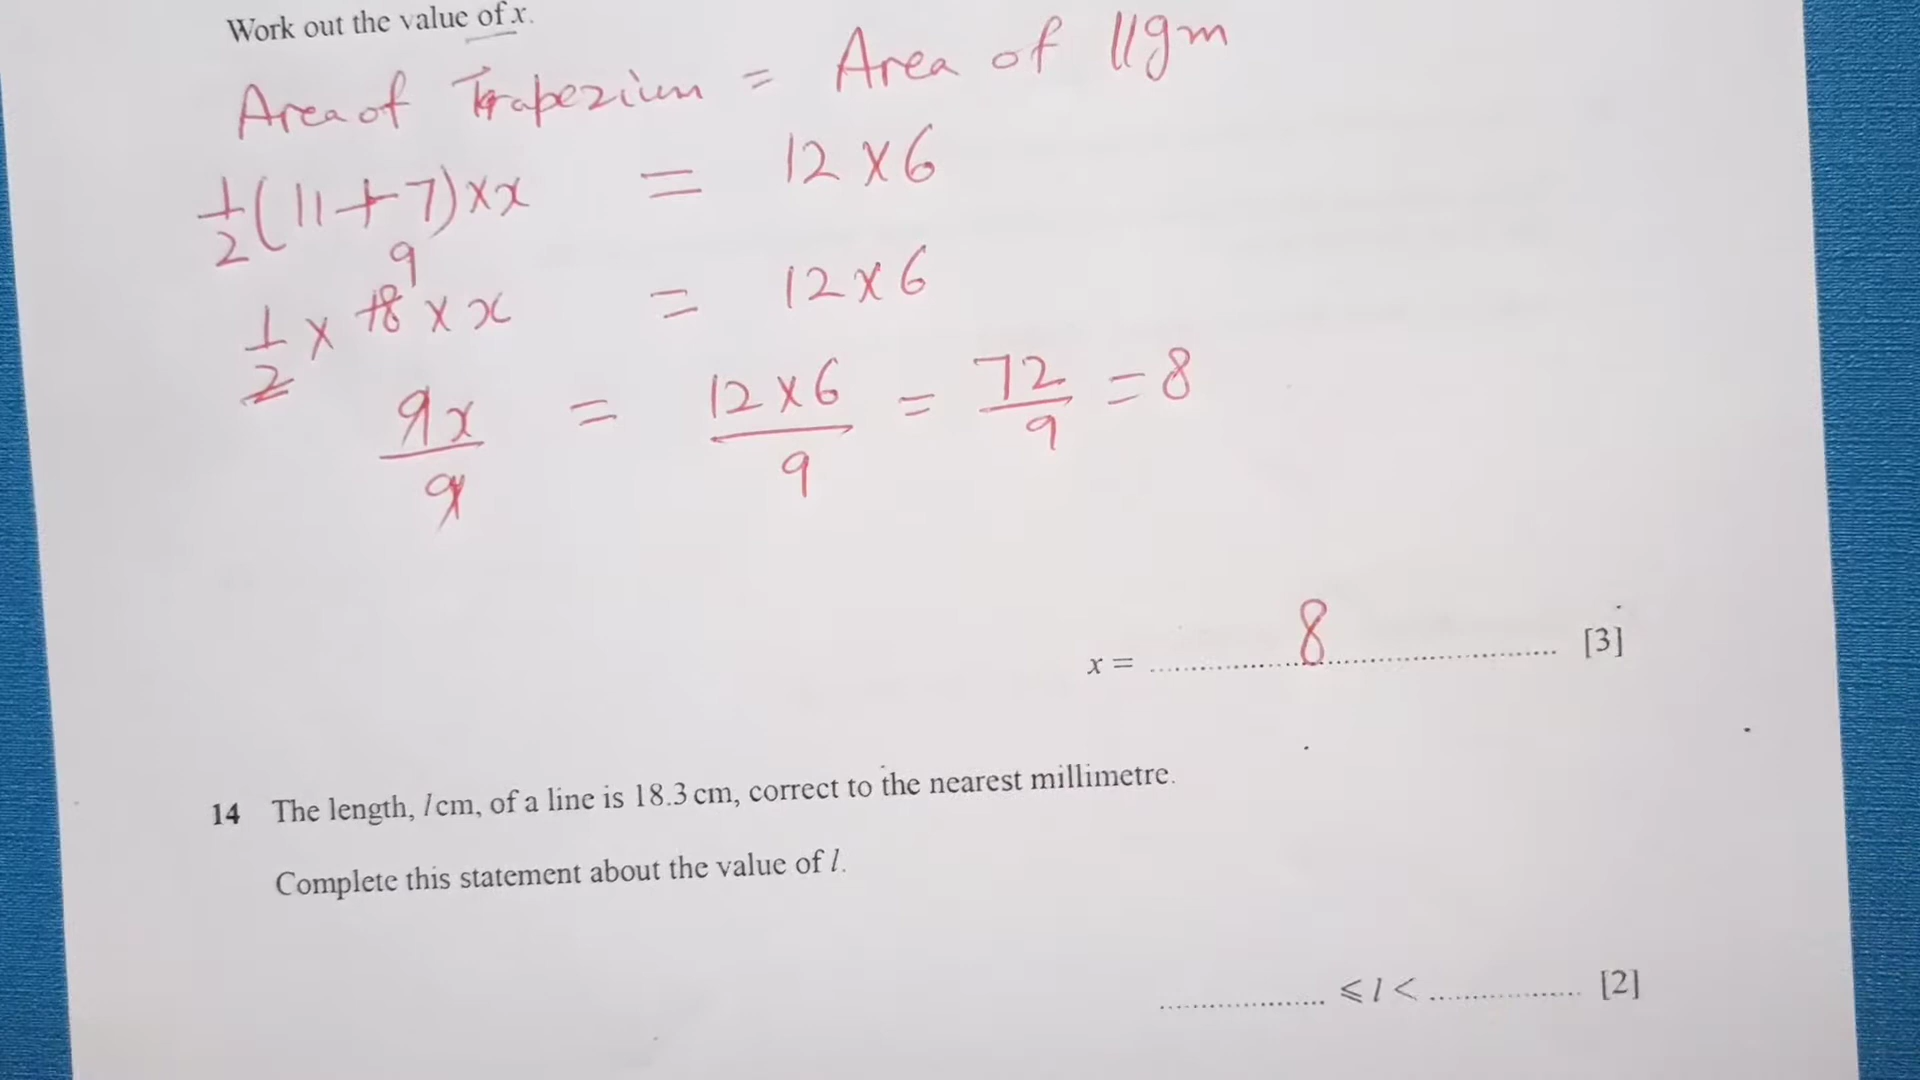 Work out the value of x.
Area of Trapezium = Area of llgm
1/2 (11+7) × x = 12 × 6
9
1/2 × 18 × x = 12 × 6
9x/9 = 12 × 6/9 = 72/9 = 8
x = 8 [3]
14 The length, l cm, of a line is 18.3 cm, correct to the nearest millimetre.
Complete this statement about the value of l.
.................... ⩽ l < .................... [2]